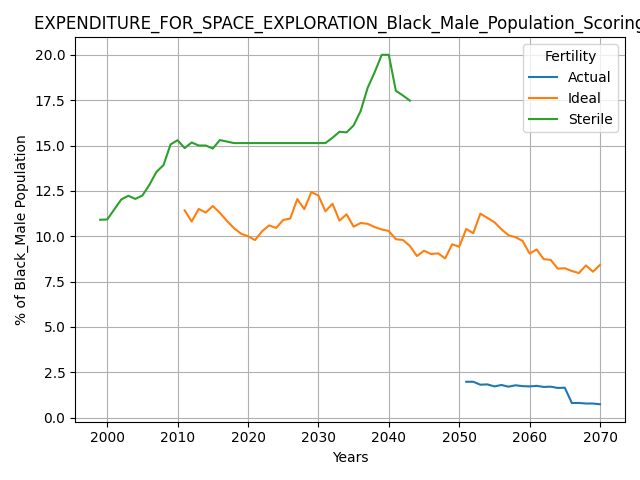 EXPENDITURE_FOR_SPACE_EXPLORATION_Black_Male_Population_Scoring
Fertility
Actual
Ideal
Sterile
% of Black_Male Population
20.0
17.5
15.0
12.5
10.0
7.5
5.0
2.5
0.0
2000 2010 2020 2030 2040 2050 2060 2070
Years